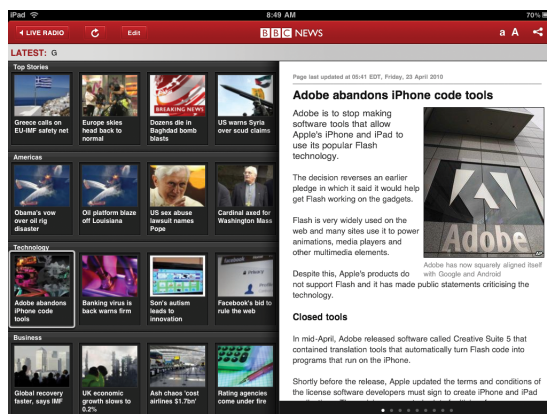 iPad
8:49 AM
70%
LIVE RADIO
Edit
BBC NEWS
a A
LATEST: G
Top Stories
Greece calls on
EU-IMF safety net
Europe skies
head back to
normal
BREAKING NEWS
Dozens die in
Baghdad bomb
blasts
US warns Syria
over scud claims
Americas
Obama's vow
over oil rig
disaster
Oil platform blaze
off Louisiana
US sex abuse
lawsuit names
Pope
Cardinal axed for
Washington Mass
Technology
Adobe abandons
iPhone code
tools
Banking virus is
back warns firm
Son's autism
leads to
innovation
Facebook's bid to
rule the web
Business
Global recovery
faster, says IMF
UK economic
growth slows to
0.2%
Ash chaos 'cost
airlines $1.7bn'
Rating agencies
come under fire
Page last updated at 05:41 EDT, Friday, 23 April 2010
Adobe abandons iPhone code tools
Adobe is to stop making
software tools that allow
Apple's iPhone and iPad to
use its popular Flash
technology.
The decision reverses an earlier
pledge in which it said it would help
get Flash working on the gadgets.
Flash is very widely used on the
web and many sites use it to power
animations, media players and
other multimedia elements.
Adobe
AP
Adobe has now squarely aligned itself
with Google and Android
Despite this, Apple's products do
not support Flash and it has made public statements criticising the
technology.
Closed tools
In mid-April, Adobe released software called Creative Suite 5 that
contained translation tools that automatically turn Flash code into
programs that run on the iPhone.
Shortly before the release, Apple updated the terms and conditions of
the license software developers must sign to create iPhone and iPad